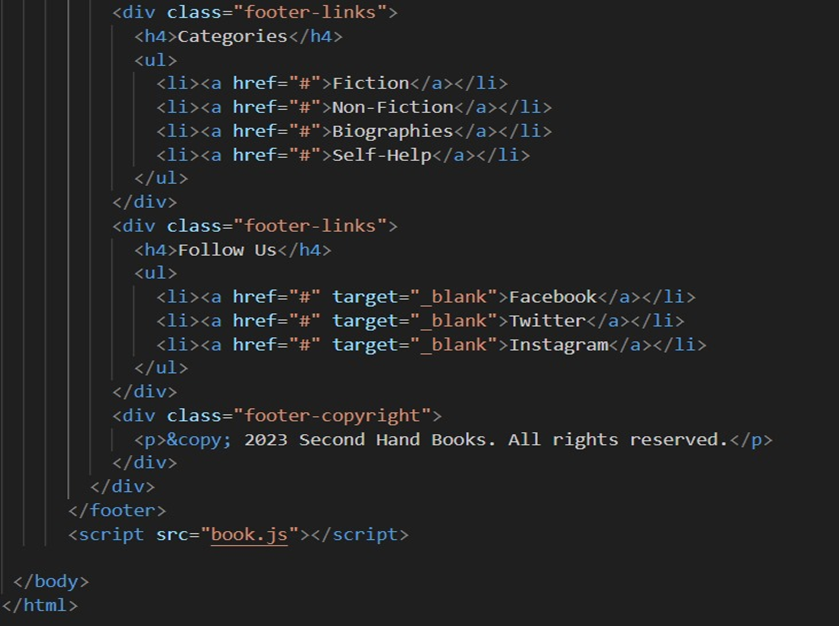 <div class="footer-links">
<h4>Categories</h4>
<ul>
<li><a href="#">Fiction</a></li>
<li><a href="#">Non-Fiction</a></li>
<li><a href="#">Biographies</a></li>
<li><a href="#">Self-Help</a></li>
</ul>
</div>
<div class="footer-links">
<h4>Follow Us</h4>
<ul>
<li><a href="#" target="_blank">Facebook</a></li>
<li><a href="#" target="_blank">Twitter</a></li>
<li><a href="#" target="_blank">Instagram</a></li>
</ul>
</div>
<div class="footer-copyright">
<p>&copy; 2023 Second Hand Books. All rights reserved.</p>
</div>
</div>
</footer>
<script src="book.js"></script>
</body>
</html>